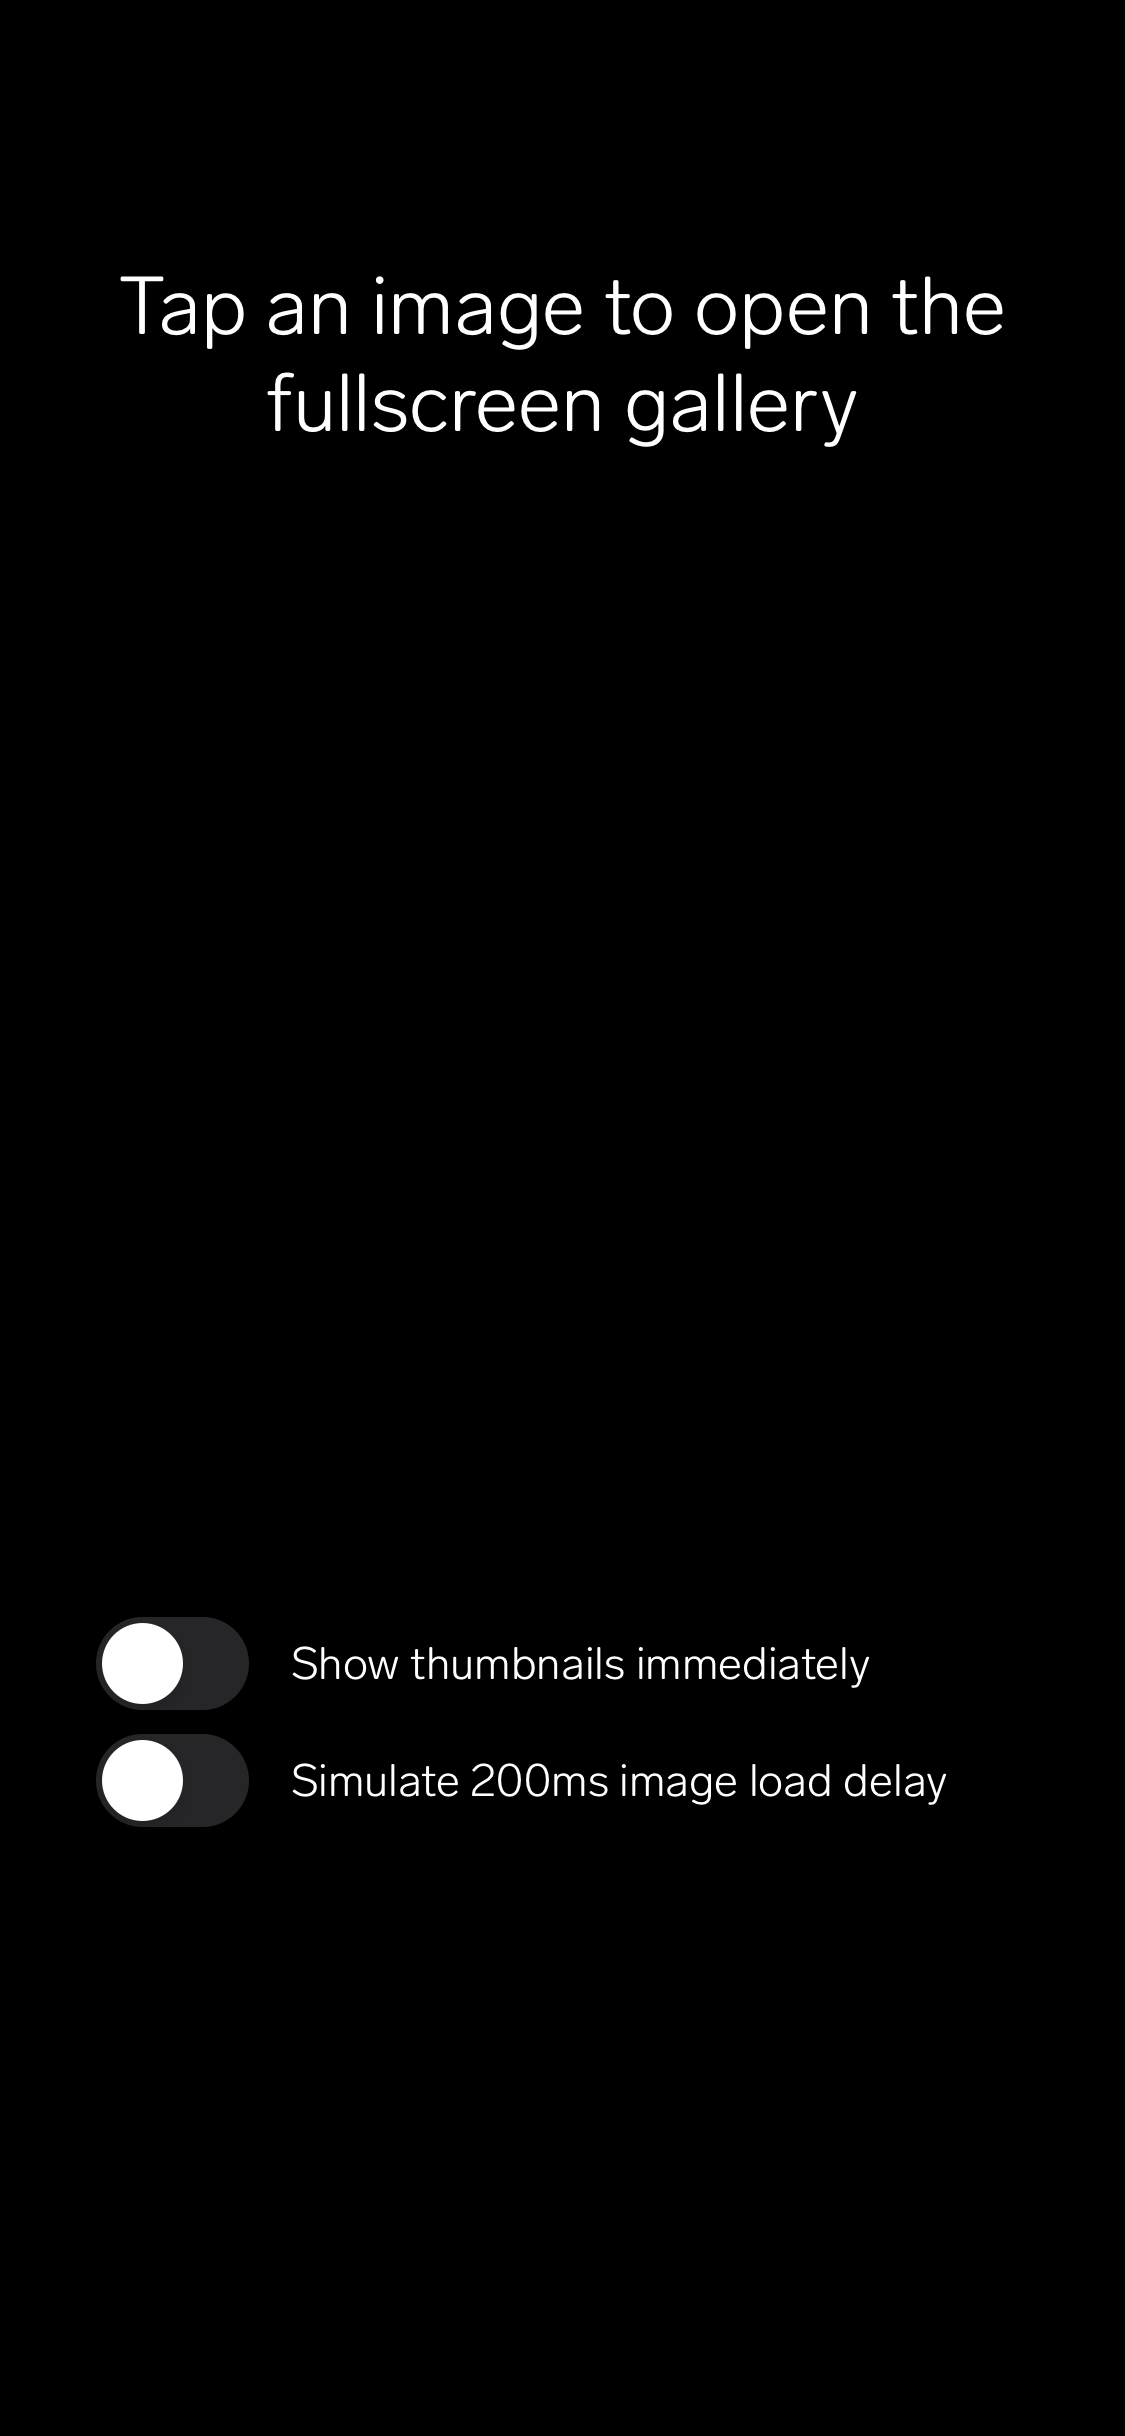 Tap an image to open the
fullscreen gallery
Show thumbnails immediately
Simulate 200ms image load delay